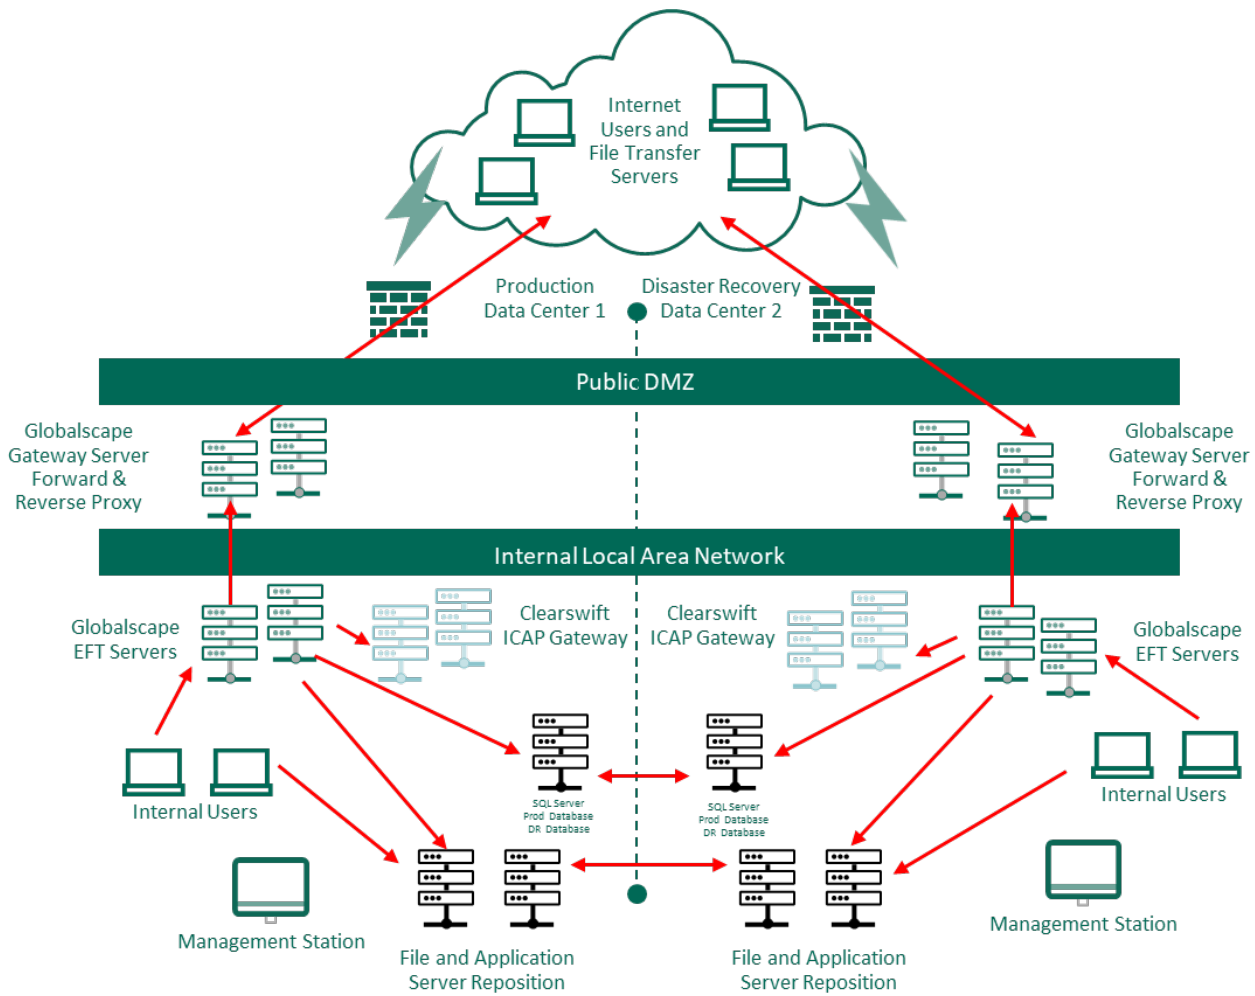 Internet
Users and
File Transfer
Servers
Production
Data Center 1
Disaster Recovery
Data Center 2
Public DMZ
Globalscape
Gateway Server
Forward &
Reverse Proxy
Globalscape
Gateway Server
Forward &
Reverse Proxy
Internal Local Area Network
Globalscape
EFT Servers
Clearswift
ICAP Gateway
Clearswift
ICAP Gateway
Globalscape
EFT Servers
Internal Users
SQL Server
Prod Database
DR Database
SQL Server
Prod Database
DR Database
Internal Users
Management Station
File and Application
Server Reposition
File and Application
Server Reposition
Management Station